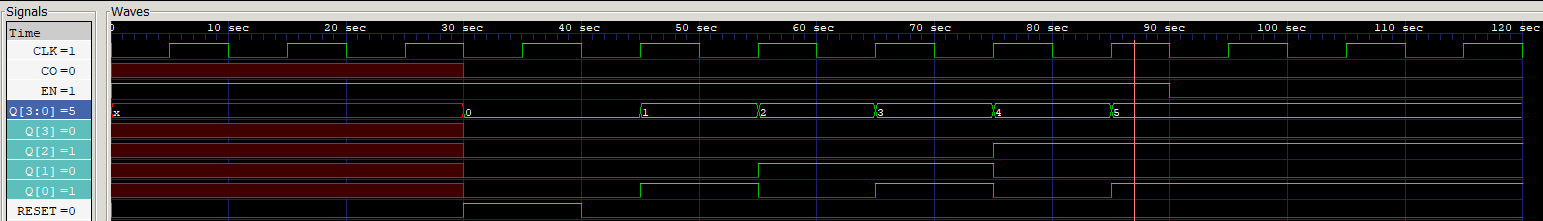 Signals
Waves
Time
0 10 sec 20 sec 30 sec 40 sec 50 sec 60 sec 70 sec 80 sec 90 sec 100 sec 110 sec 120 sec
CLK=1
CO=0
EN=1
Q[3:0]=5 x 0 1 2 3 4 5
Q[3]=0
Q[2]=1
Q[1]=0
Q[0]=1
RESET=0